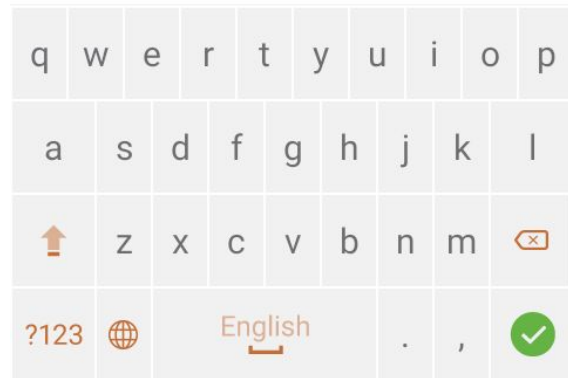 q w e r t y u i o p
a s d f g h j k l
z x c v b n m
?123 English . ,